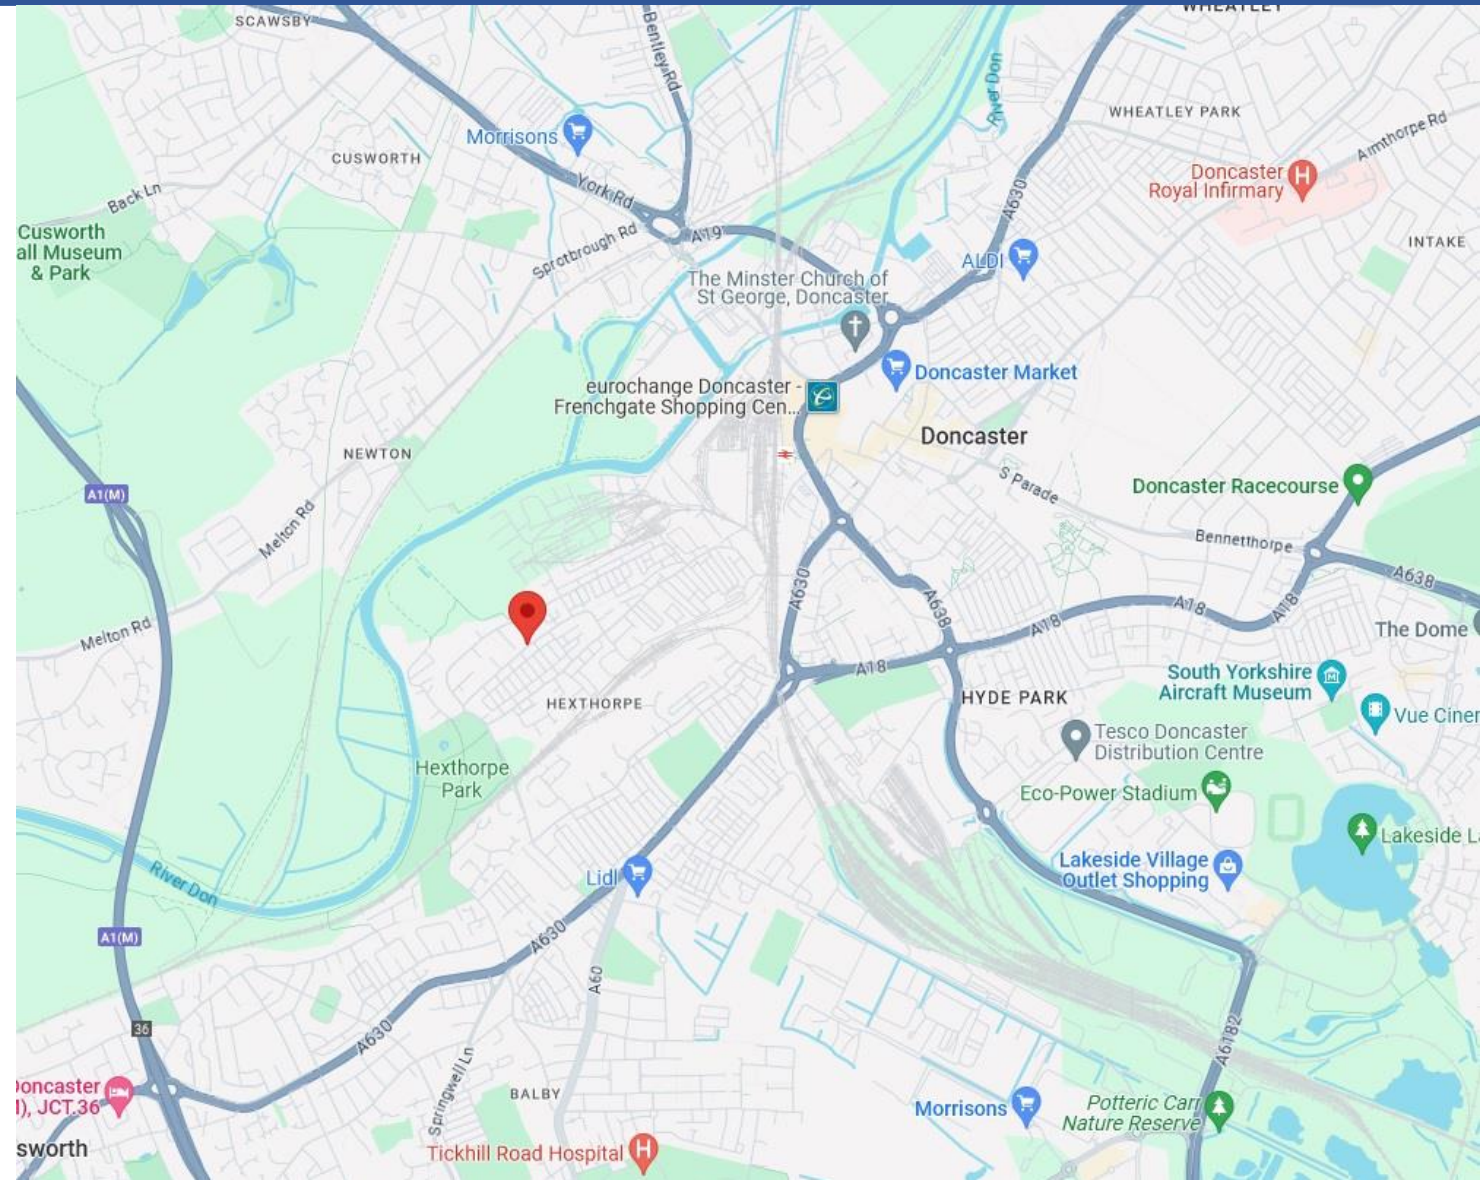 WHEATLEY
SCAWSBY
Bentley Rd
River Don
WHEATLEY PARK
Armthorpe Rd
Morrisons
CUSWORTH
Doncaster
Royal Infirmary
York Rd
Back Ln
A630
Cusworth
all Museum
& Park
Sprotbrough Rd
A19
INTAKE
ALDI
The Minster Church of
St George, Doncaster
Doncaster Market
eurochange Doncaster -
Frenchgate Shopping Cen...
Doncaster
NEWTON
S Parade
Doncaster Racecourse
A1(M)
Melton Rd
Bennetthorpe
A638
A630
A638
A18
A18
A18
Melton Rd
The Dome
A18
South Yorkshire
Aircraft Museum
HEXTHORPE
HYDE PARK
Vue Ciner
Tesco Doncaster
Distribution Centre
Hexthorpe
Park
Eco-Power Stadium
Lakeside La
Lakeside Village
Outlet Shopping
Lidl
River Don
A1(M)
A630
A60
36
A630
A6182
Springwell Ln
oncaster
), JCT.36
BALBY
Morrisons
Potteric Carr
Nature Reserve
sworth
Tickhill Road Hospital